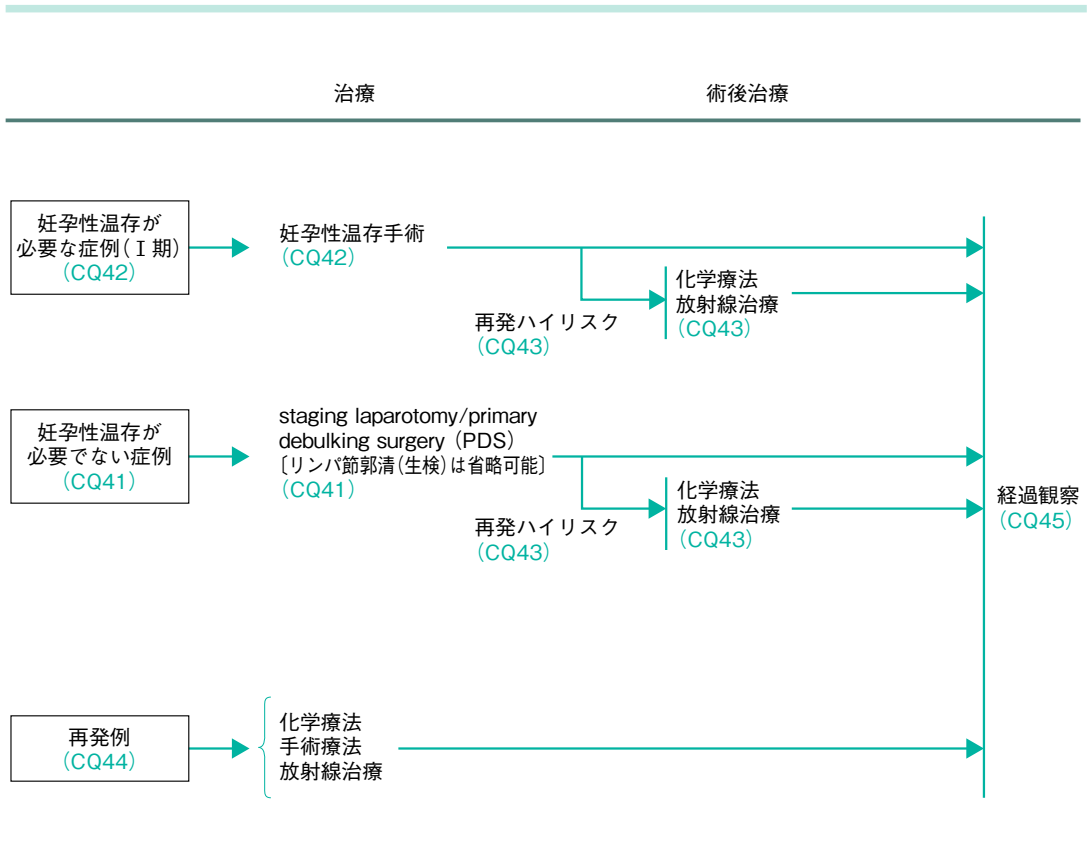 治療
術後治療
妊孕性温存が
必要な症例(Ⅰ期)
(CQ42)
妊孕性温存手術
(CQ42)
再発ハイリスク
(CQ43)
化学療法
放射線治療
(CQ43)
妊孕性温存が
必要でない症例
(CQ41)
staging laparotomy/primary
debulking surgery (PDS)
〔リンパ節郭清(生検)は省略可能〕
(CQ41)
再発ハイリスク
(CQ43)
化学療法
放射線治療
(CQ43)
経過観察
(CQ45)
再発例
(CQ44)
化学療法
手術療法
放射線治療